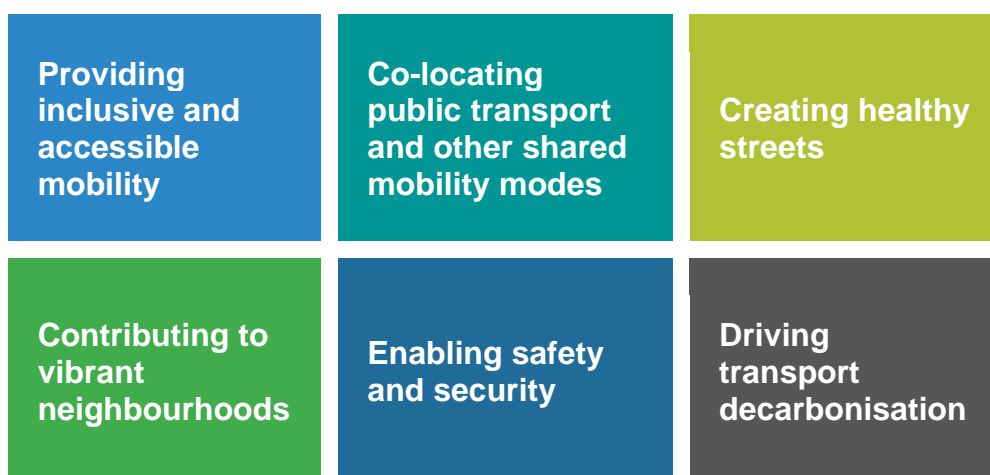 Providing
inclusive and
accessible
mobility
Co-locating
public transport
and other shared
mobility modes
Creating healthy
streets
Contributing to
vibrant
neighbourhoods
Enabling safety
and security
Driving
transport
decarbonisation